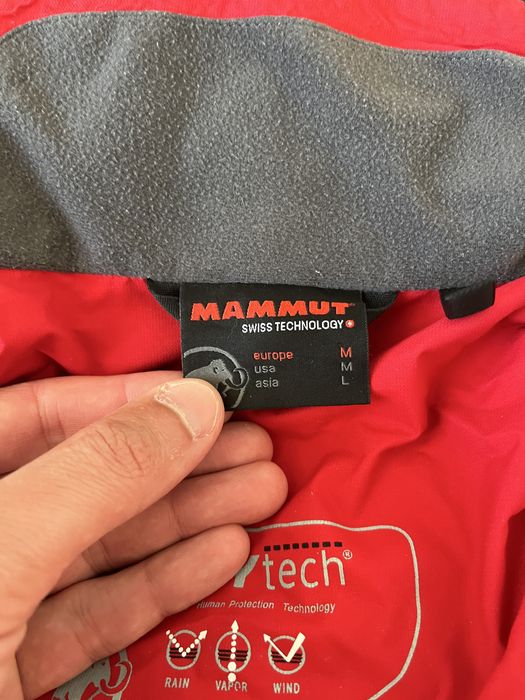 MAMMUT
SWISS TECHNOLOGY
europe M
usa M
asia L
tech®
Human Protection Technology
RAIN VAPOR WIND